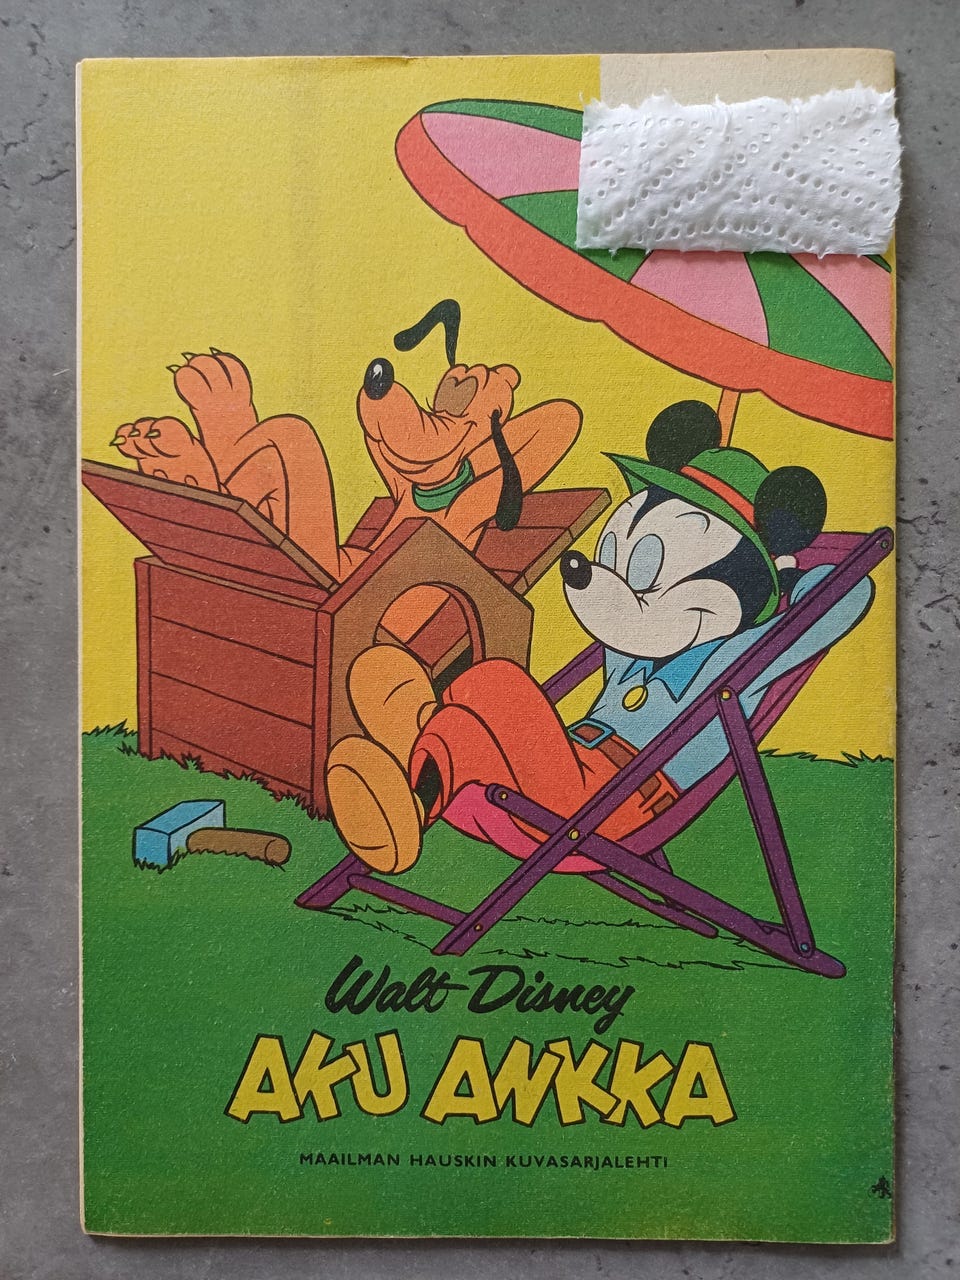 Walt Disney
AKU ANKKA
MAAILMAN HAUSKIN KUVASARJALEHTI